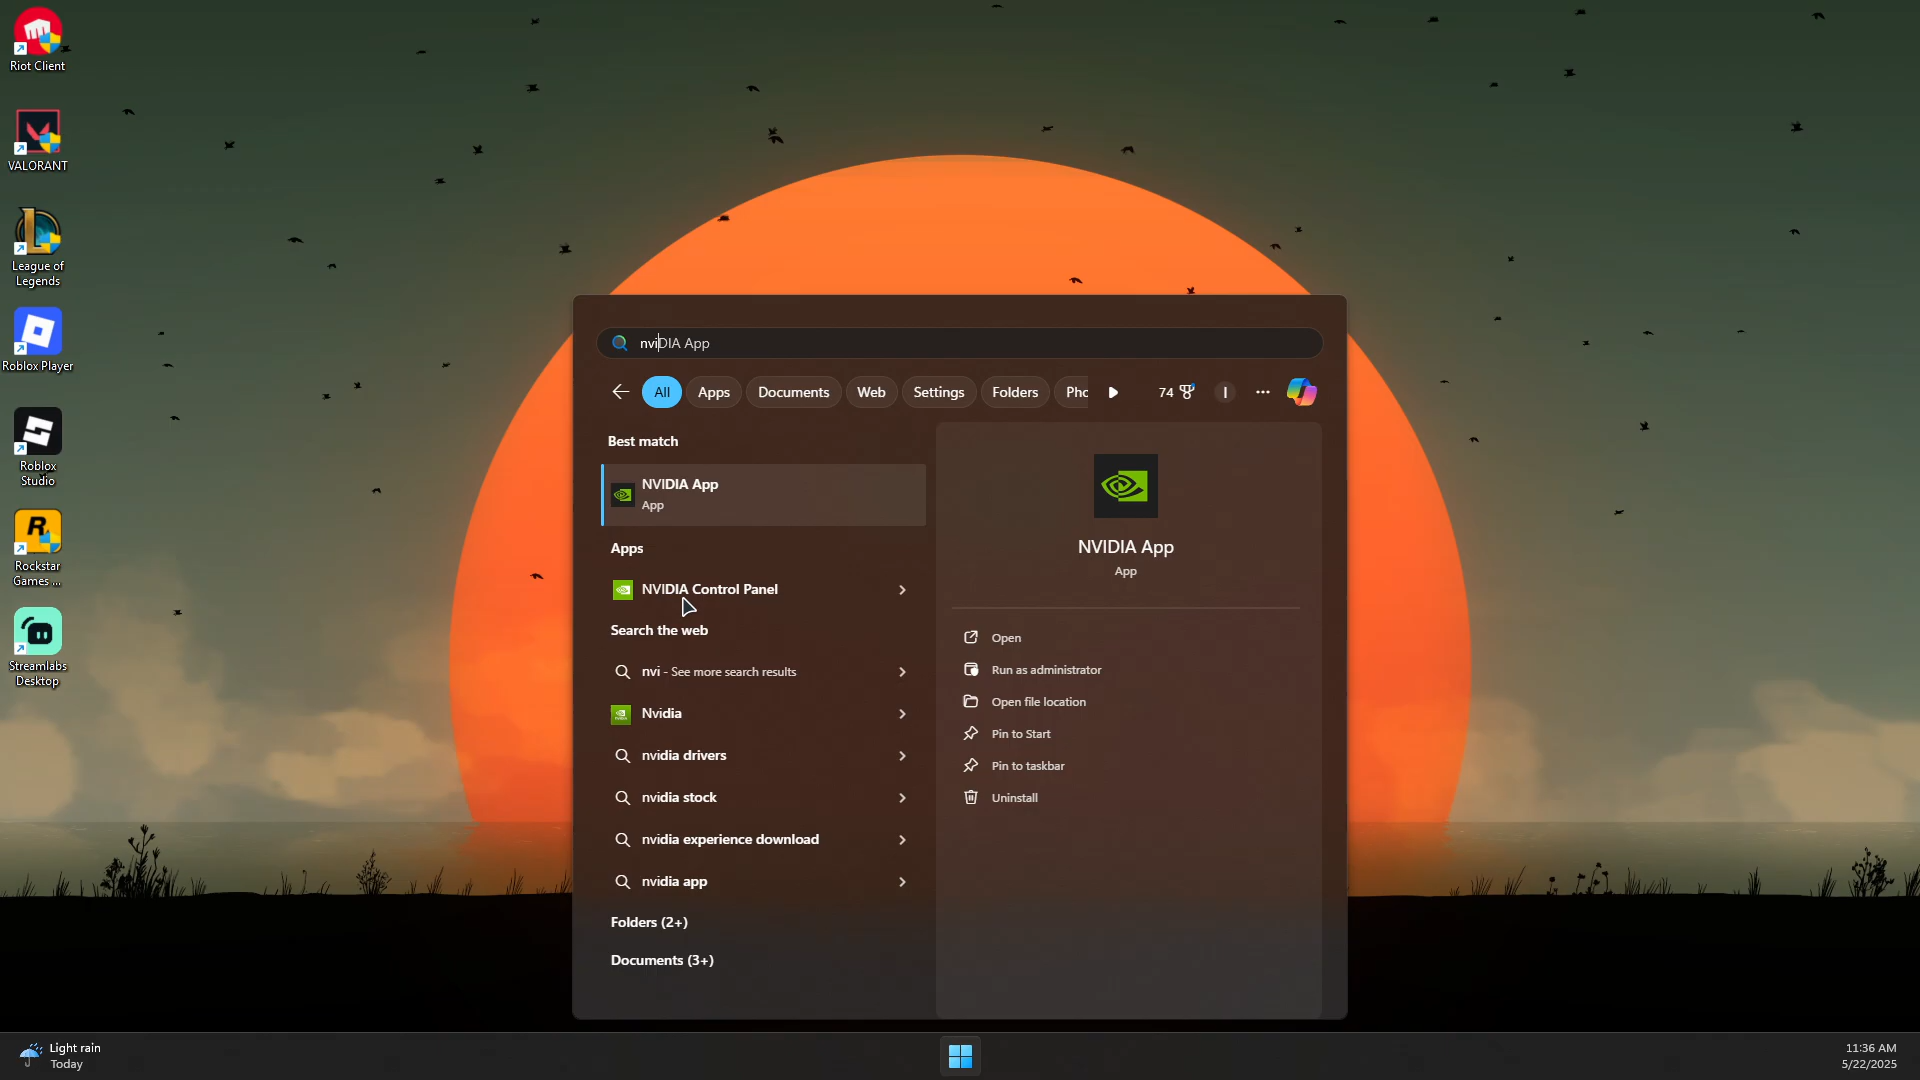 Riot Client
VALORANT
League of
Legends
Roblox Player
Roblox
Studio
Rockstar
Games ...
Streamlabs
Desktop
nviDIA App
All
Apps
Documents
Web
Settings
Folders
Pho
74
I
Best match
NVIDIA App
App
Apps
NVIDIA Control Panel
Search the web
nvi - See more search results
Nvidia
nvidia drivers
nvidia stock
nvidia experience download
nvidia app
Folders (2+)
Documents (3+)
NVIDIA App
App
Open
Run as administrator
Open file location
Pin to Start
Pin to taskbar
Uninstall
Light rain
Today
11:36 AM
5/22/2025